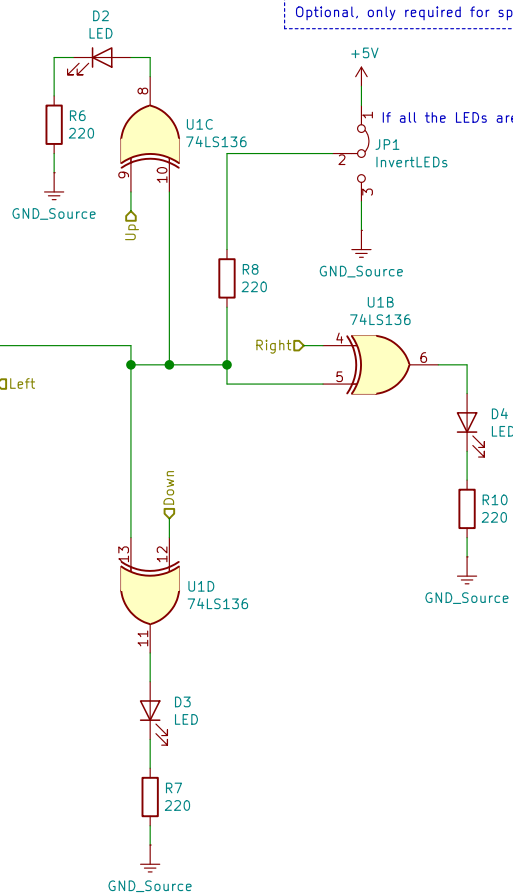 Optional, only required for sp
D2
LED
+5V
8
1
If all the LEDs are
R6
220
U1C
74LS136
JP1
2
InvertLEDs
9
10
3
GND_Source
Up
GND_Source
R8
220
U1B
74LS136
Right
4
6
5
Left
D4
LED
Down
R10
220
13
12
U1D
74LS136
GND_Source
11
D3
LED
R7
220
GND_Source